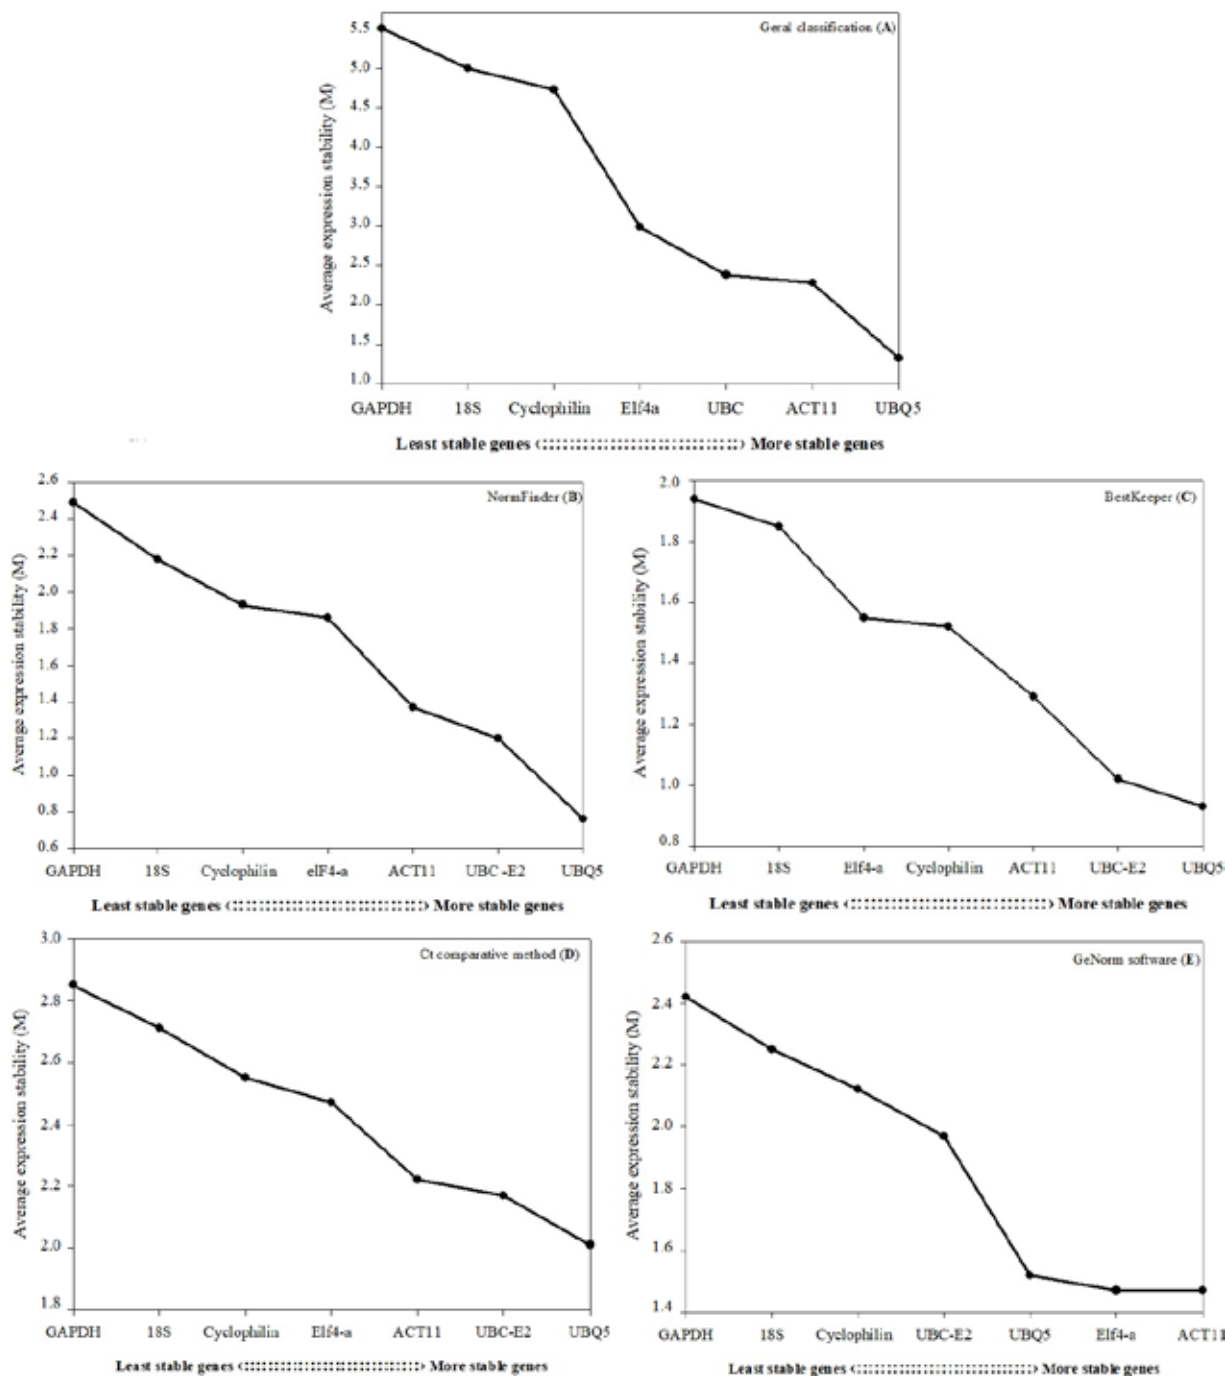 Geral classification (A)
Average expression stability (M)
5.5
5.0
4.5
4.0
3.5
3.0
2.5
2.0
1.5
1.0
GAPDH 18S Cyclophilin Elf4a UBC ACT11 UBQ5
Least stable genes More stable genes
NormFinder (B)
Average expression stability (M)
2.6
2.4
2.2
2.0
1.8
1.6
1.4
1.2
1.0
0.8
0.6
GAPDH 18S Cyclophilin elF4-a ACT11 UBC-E2 UBQ5
Least stable genes More stable genes
BestKeeper (C)
Average expression stability (M)
2.0
1.8
1.6
1.4
1.2
1.0
0.8
GAPDH 18S Elf4-a Cyclophilin ACT11 UBC-E2 UBQ5
Least stable genes More stable genes
Ct comparative method (D)
Average expression stability (M)
3.0
2.8
2.6
2.4
2.2
2.0
1.8
GAPDH 18S Cyclophilin Elf4-a ACT11 UBC-E2 UBQ5
Least stable genes More stable genes
GeNorm software (E)
Average expression stability (M)
2.6
2.4
2.2
2.0
1.8
1.6
1.4
GAPDH 18S Cyclophilin UBC-E2 UBQ5 Elf4-a ACT11
Least stable genes More stable genes